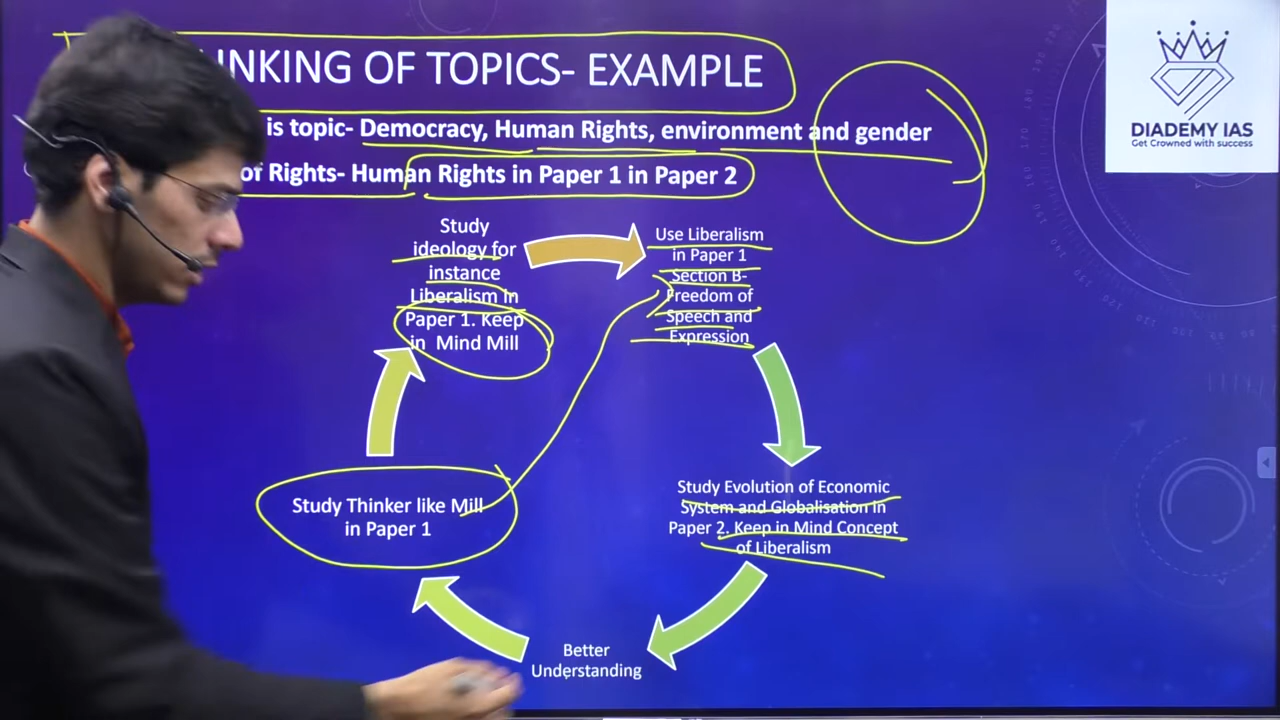 INKING OF TOPICS- EXAMPLE
is topic- Democracy, Human Rights, environment and gender
of Rights- Human Rights in Paper 1 in Paper 2
Study
ideology for
instance
Liberalism in
Paper 1. Keep
in Mind Mill
Use Liberalism
in Paper 1
Section B-
Freedom of
Speech and
Expression
Study Evolution of Economic
System and Globalisation in
Paper 2. Keep in Mind Concept
of Liberalism
Better
Understanding
Study Thinker like Mill
in Paper 1
DIADEMY IAS
Get Crowned with success